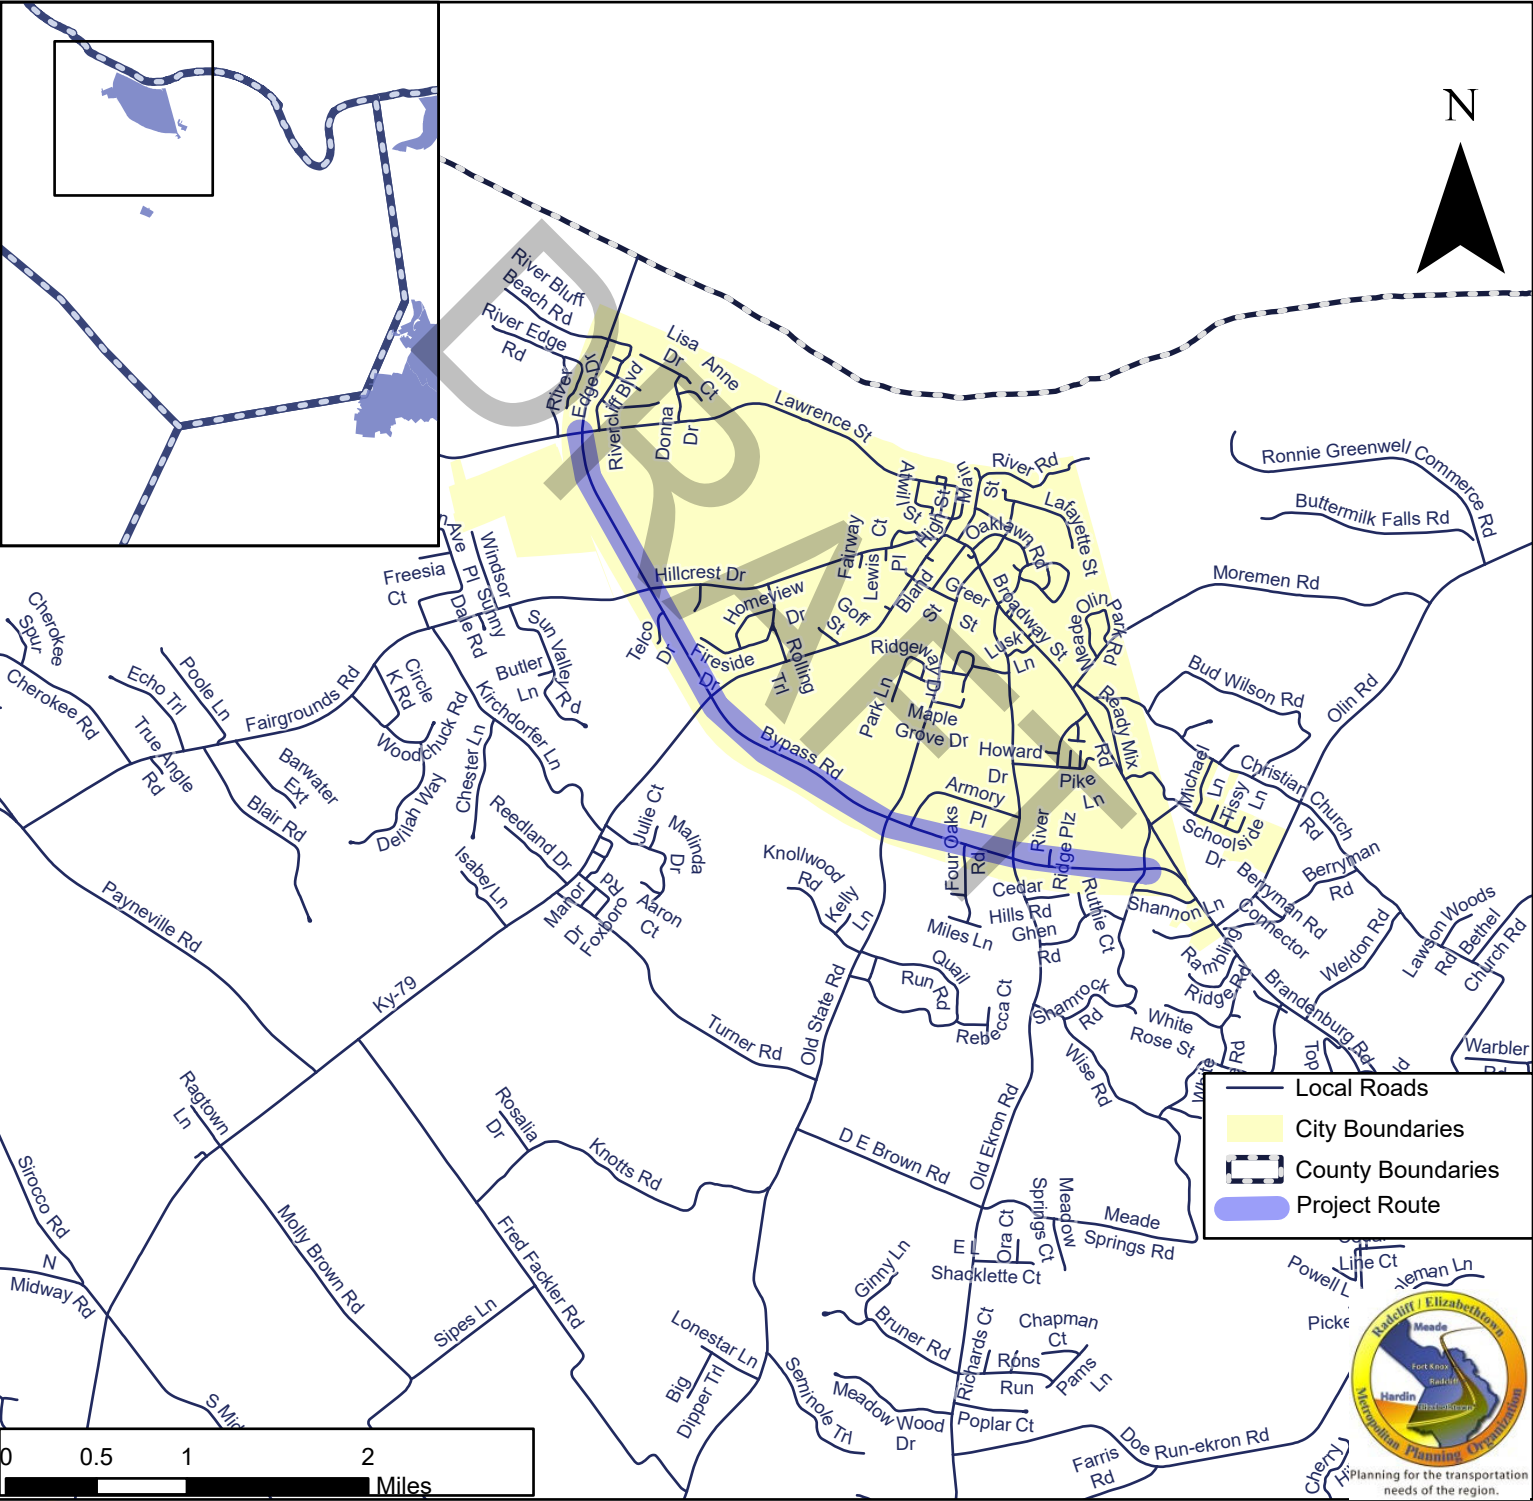 N
River Bluff
Beach Rd
River Edge
Rd
River
Edge Dr
Rivercliff Blvd
Lisa Anne
Dr
Ct
Donna
Dr
Lawrence St
Atwill
St
High St
Main
St
River Rd
Lafayette St
Oaklawn Rd
Ronnie Greenwell Commerce Rd
Buttermilk Falls Rd
Moremen Rd
Olin
Park Rd
Meade
Bud Wilson Rd
Olin Rd
Fairway
Ct
Lewis
Pl
Bland
St
Greer
St
Broadway St
Lusk
Ln
Hillcrest Dr
Homeview
Dr
Goff
St
Telco
Dr
Fireside
Dr
Rolling
Trl
Ridgeway Dr
Park Ln
Maple
Grove Dr
Howard
Dr
Pike
Ln
Ready Mix
Rd
Bypass Rd
Armory
Pl
Michael
Ln
Tissy
Ln
Schoolside
Dr
Christian Church
Rd
Berryman
Rd
Berryman Rd
Connector
Weldon Rd
Lawson Woods
Rd
Bethel
Church Rd
Ave
Pl
Windsor
Sunny
Dale Rd
Freesia
Ct
Cherokee
Spur
Cherokee Rd
Echo Trl
Poole Ln
True Angle
Rd
Fairgrounds Rd
Circle
K Rd
Woodchuck Rd
Butler
Ln
Sun Valley Rd
Kirchdorfer Ln
Chester Ln
Barwater
Ext
Blair Rd
Delilah Way
Reedland Dr
Isabel Ln
Julie Ct
Malinda
Dr
Manor
Dr
Foxboro
Rd
Aaron
Ct
Payneville Rd
Ky-79
Turner Rd
Knollwood
Rd
Kelly
Ln
Four Oaks
Rd
River
Ridge Plz
Cedar
Hills Rd
Ghen
Rd
Ruthie Ct
Miles Ln
Shannon Ln
Rambling
Ridge Rd
Quail
Run Rd
Rebecca Ct
Old State Rd
Shamrock
Rd
White
Rose St
Wise Rd
White
Rd
Brandenburg Rd
Top
Warbler
Ragtown
Ln
Rosalia
Dr
Knotts Rd
D E Brown Rd
Old Ekron Rd
Sirocco Rd
N
Midway Rd
Molly Brown Rd
Fred Fackler Rd
Sipes Ln
Meadow
Springs Ct
Meade
Springs Rd
Ora Ct
E L
Shacklette Ct
Ginny Ln
Bruner Rd
Richards Ct
Chapman
Ct
Rons
Run
Pams
Ln
Lonestar Ln
Big
Dipper Trl
Seminole Trl
Meadow
Wood
Dr
Poplar Ct
Doe Run-ekron Rd
Farris
Rd
Cherry
Powell L
Line Ct
oleman Ln
Picke
S Mid
DRAFT
Local Roads
City Boundaries
County Boundaries
Project Route
0 0.5 1 2
Miles
Radcliff / Elizabethtown
Meade
Fort Knox
Radcliff
Hardin
Elizabethtown
Metropolitan Planning Organization
Planning for the transportation
needs of the region.